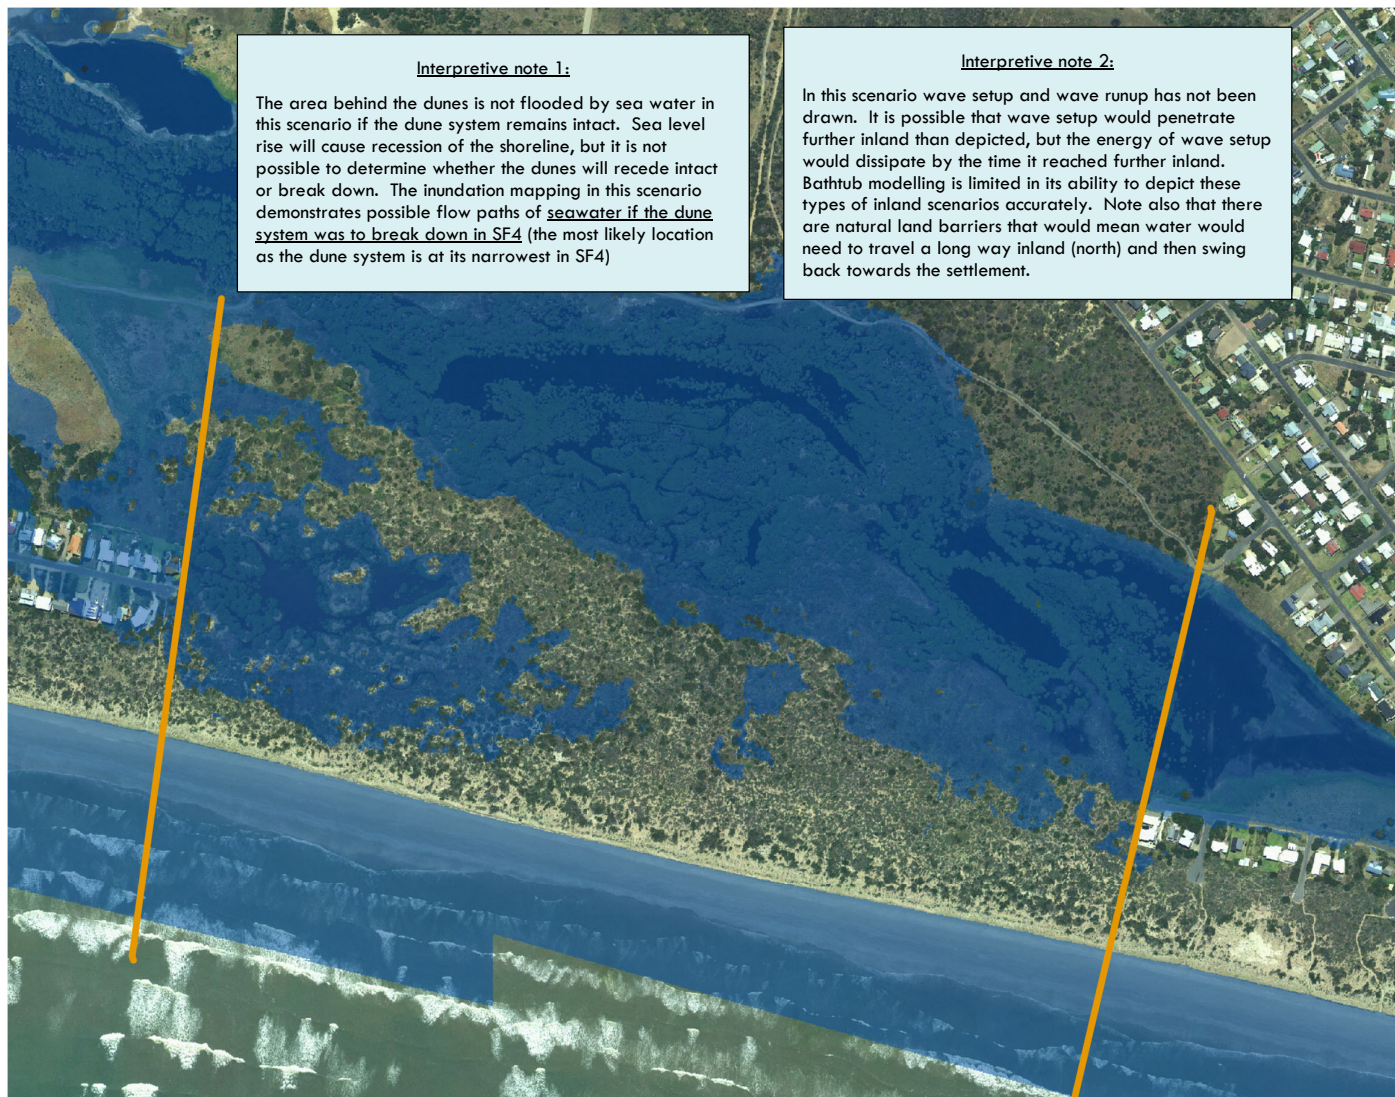 Interpretive note 1:
The area behind the dunes is not flooded by sea water in
this scenario if the dune system remains intact.  Sea level
rise will cause recession of the shoreline, but it is not
possible to determine whether the dunes will recede intact
or break down.  The inundation mapping in this scenario
demonstrates possible flow paths of seawater if the dune
system was to break down in SF4 (the most likely location
as the dune system is at its narrowest in SF4)
Interpretive note 2:
In this scenario wave setup and wave runup has not been
drawn.  It is possible that wave setup would penetrate
further inland than depicted, but the energy of wave setup
would dissipate by the time it reached further inland.
Bathtub modelling is limited in its ability to depict these
types of inland scenarios accurately.  Note also that there
are natural land barriers that would mean water would
need to travel a long way inland (north) and then swing
back towards the settlement.